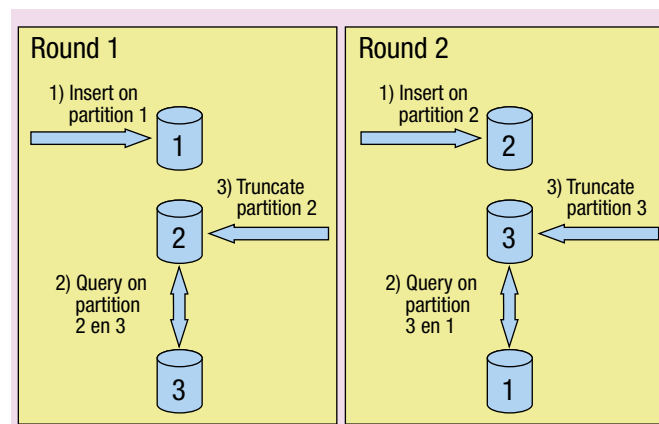 Round 1
1) Insert on
partition 1
1
3) Truncate
partition 2
2
2) Query on
partition
2 en 3
3
Round 2
1) Insert on
partition 2
2
3) Truncate
partition 3
3
2) Query on
partition
3 en 1
1